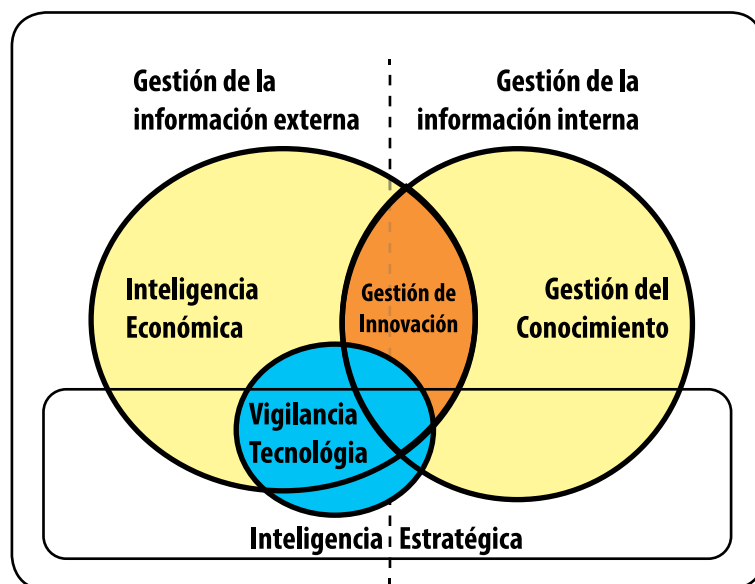 Gestión de la
información externa
Gestión de la
información interna
Inteligencia
Económica
Gestión de
Innovación
Gestión del
Conocimiento
Vigilancia
Tecnológia
Inteligencia Estratégica